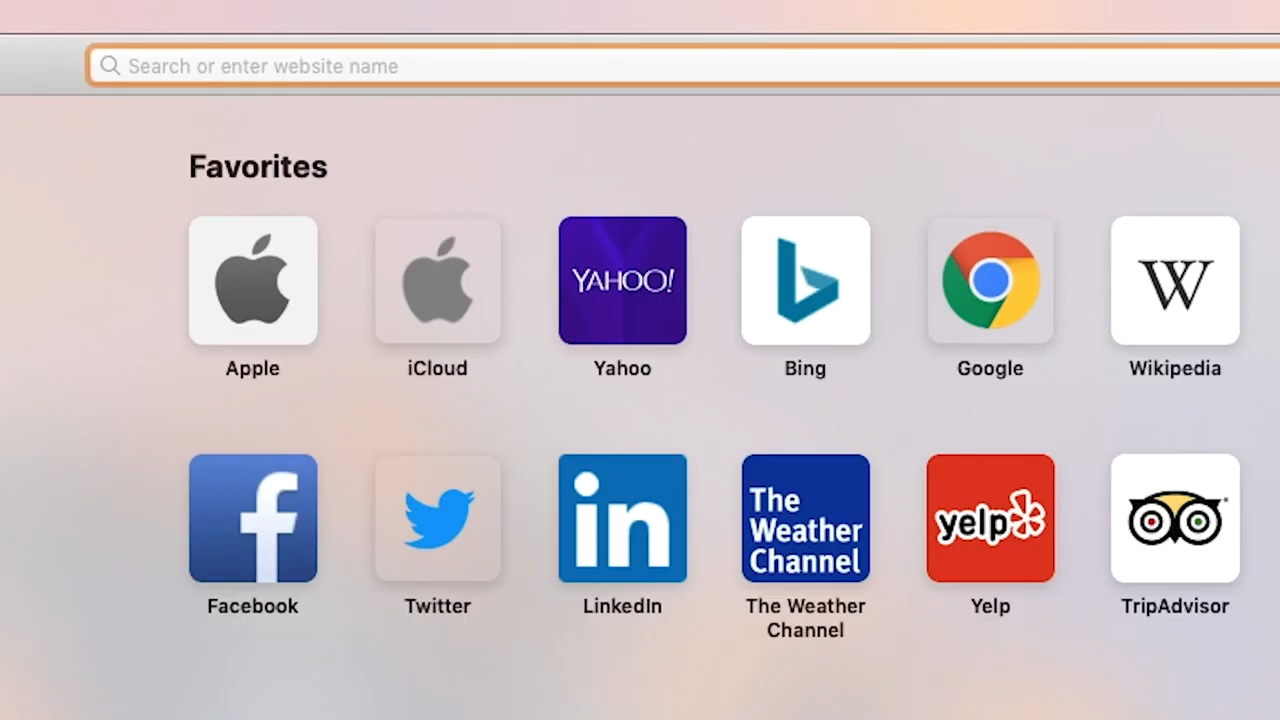 Search or enter website name
Favorites
YAHOO!
W
Apple
iCloud
Yahoo
Bing
Google
Wikipedia
f
in
The
Weather
Channel
yelp
Facebook
Twitter
LinkedIn
The Weather
Channel
Yelp
TripAdvisor